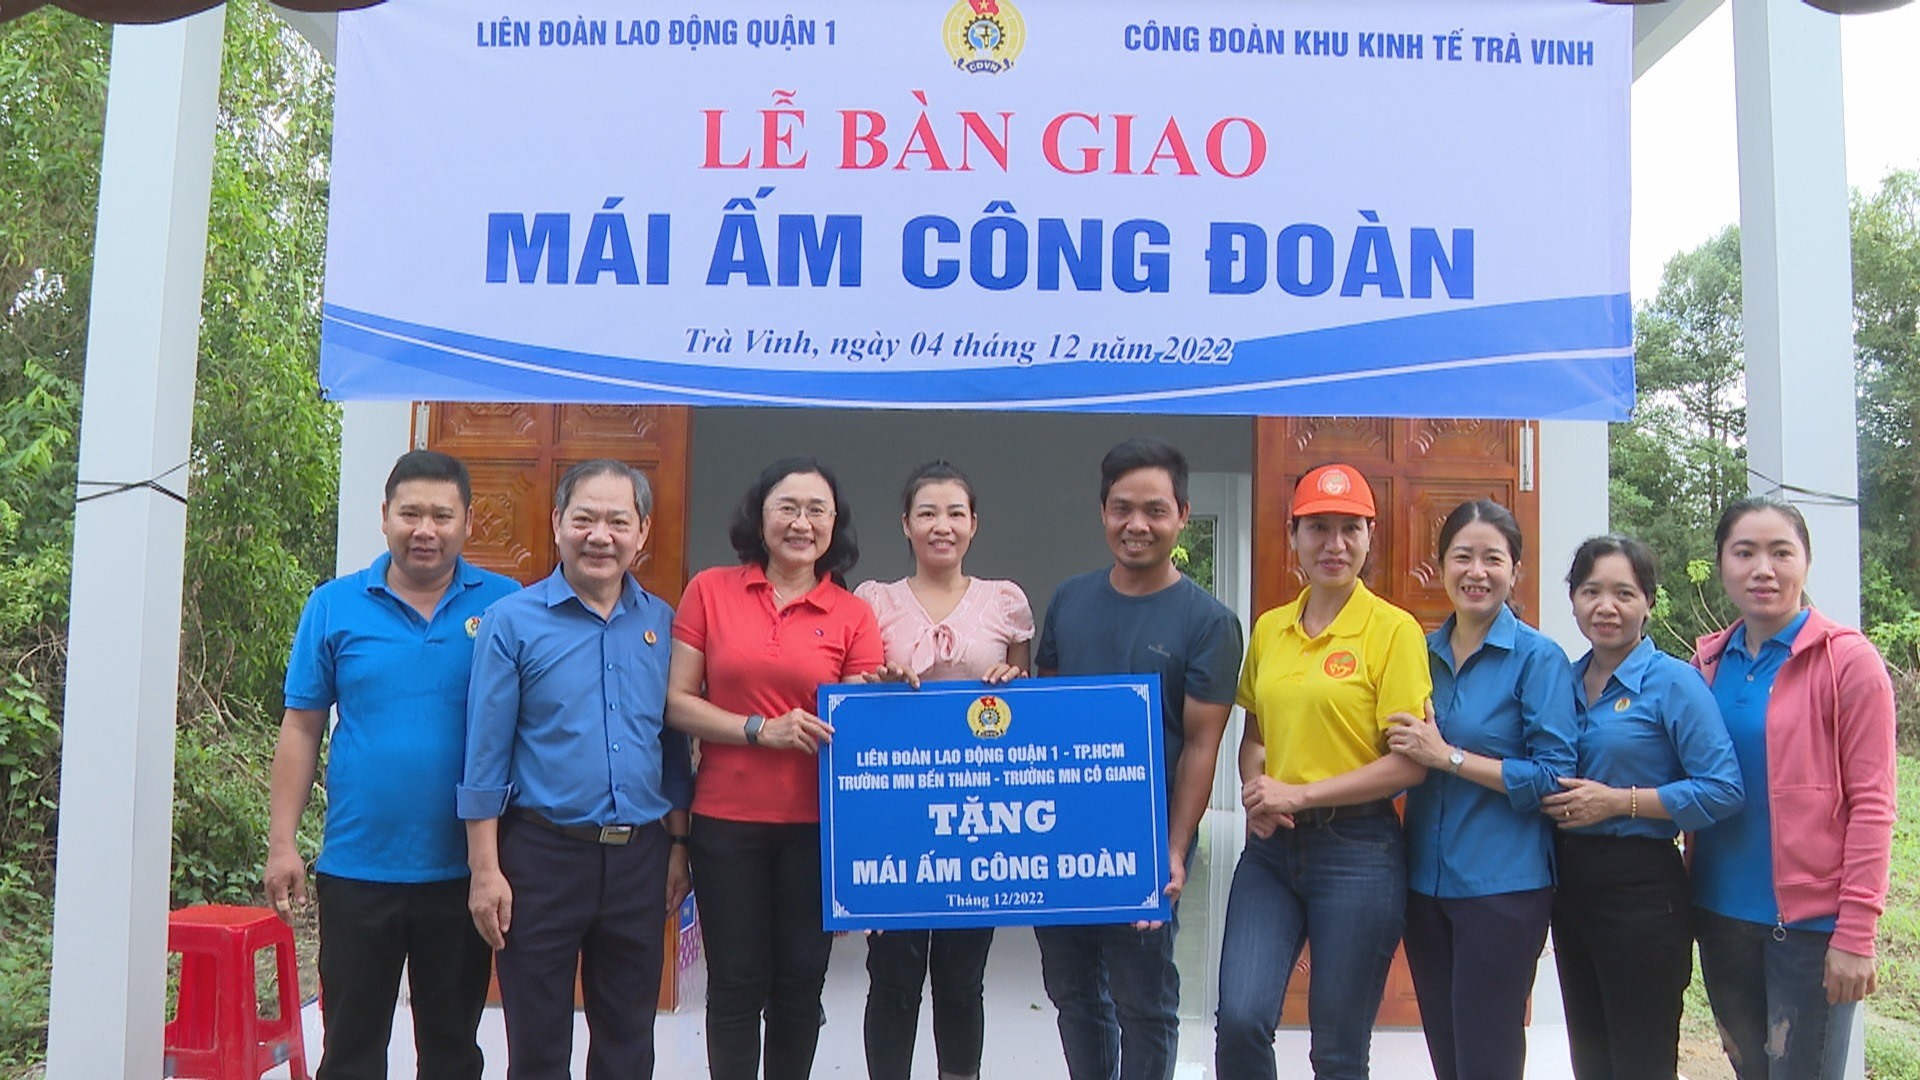 LIÊN ĐOÀN LAO ĐỘNG QUẬN 1
CÔNG ĐOÀN KHU KINH TẾ TRÀ VINH
CĐVN
LỄ BÀN GIAO
MÁI ẤM CÔNG ĐOÀN
Trà Vinh, ngày 04 tháng 12 năm 2022
LIÊN ĐOÀN LAO ĐỘNG QUẬN 1 - TP.HCM
TRƯỜNG MN BẾN THÀNH - TRƯỜNG MN CÔ GIANG
TẶNG
MÁI ẤM CÔNG ĐOÀN
Tháng 12/2022